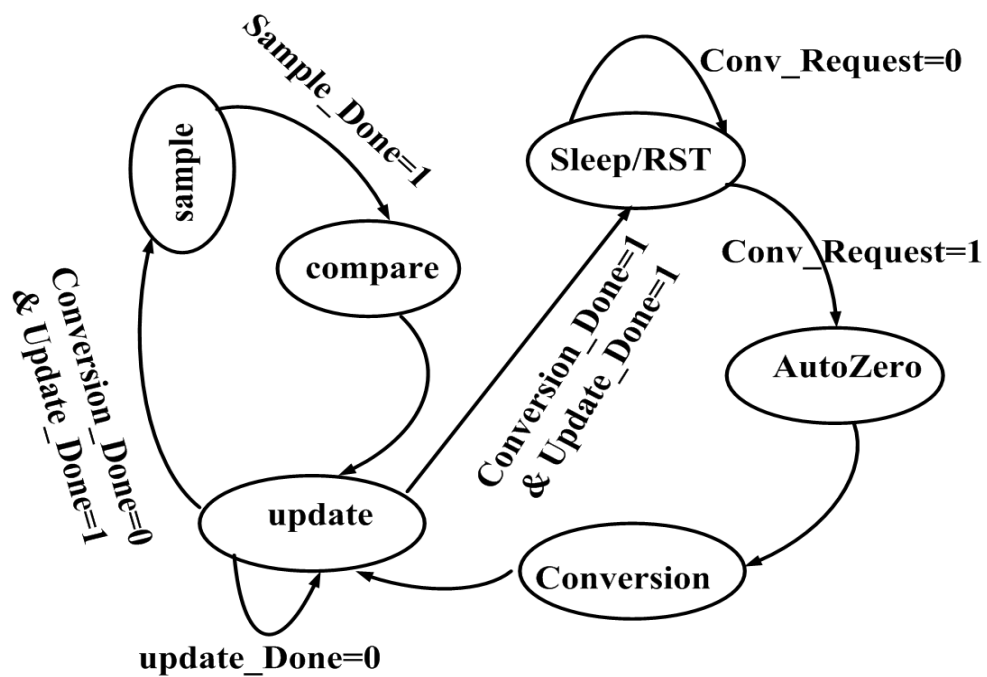 Sample_Done=1
Conv_Request=0
sample
Sleep/RST
compare
Conv_Request=1
Conversion_Done=0
& Update_Done=1
Conversion_Done=1
& Update_Done=1
AutoZero
update
Conversion
update_Done=0